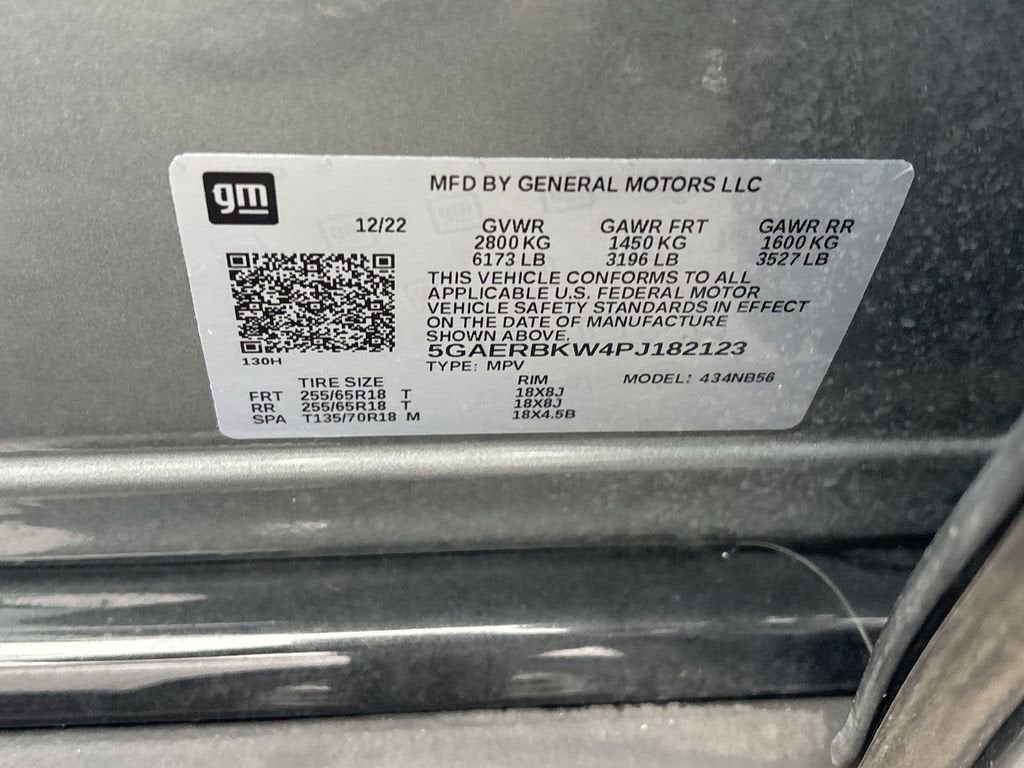 gm
MFD BY GENERAL MOTORS LLC
12/22 GVWR GAWR FRT GAWR RR
2800 KG 1450 KG 1600 KG
6173 LB 3196 LB 3527 LB
THIS VEHICLE CONFORMS TO ALL
APPLICABLE U.S. FEDERAL MOTOR
VEHICLE SAFETY STANDARDS IN EFFECT
ON THE DATE OF MANUFACTURE
SHOWN ABOVE.
130H
5GAERBKW4PJ182123
TYPE: MPV
TIRE SIZE RIM MODEL: 434NB56
FRT 255/65R18 T 18X8J
RR 255/65R18 T 18X8J
SPA T135/70R18 M 18X4.5B